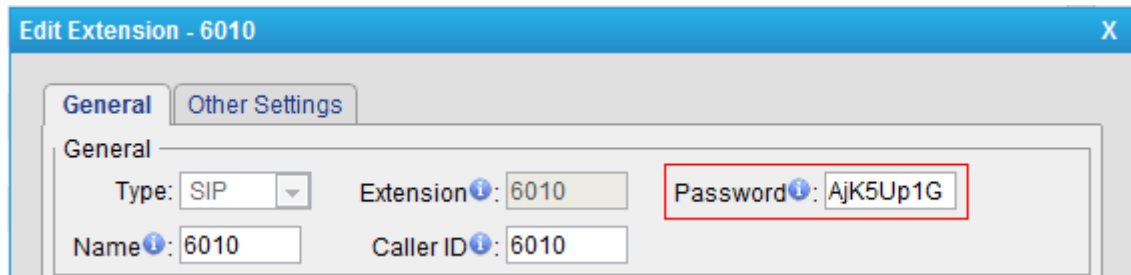 Edit Extension - 6010 X
General Other Settings
General
Type: SIP Extension: 6010 Password: AjK5Up1G
Name: 6010 Caller ID: 6010